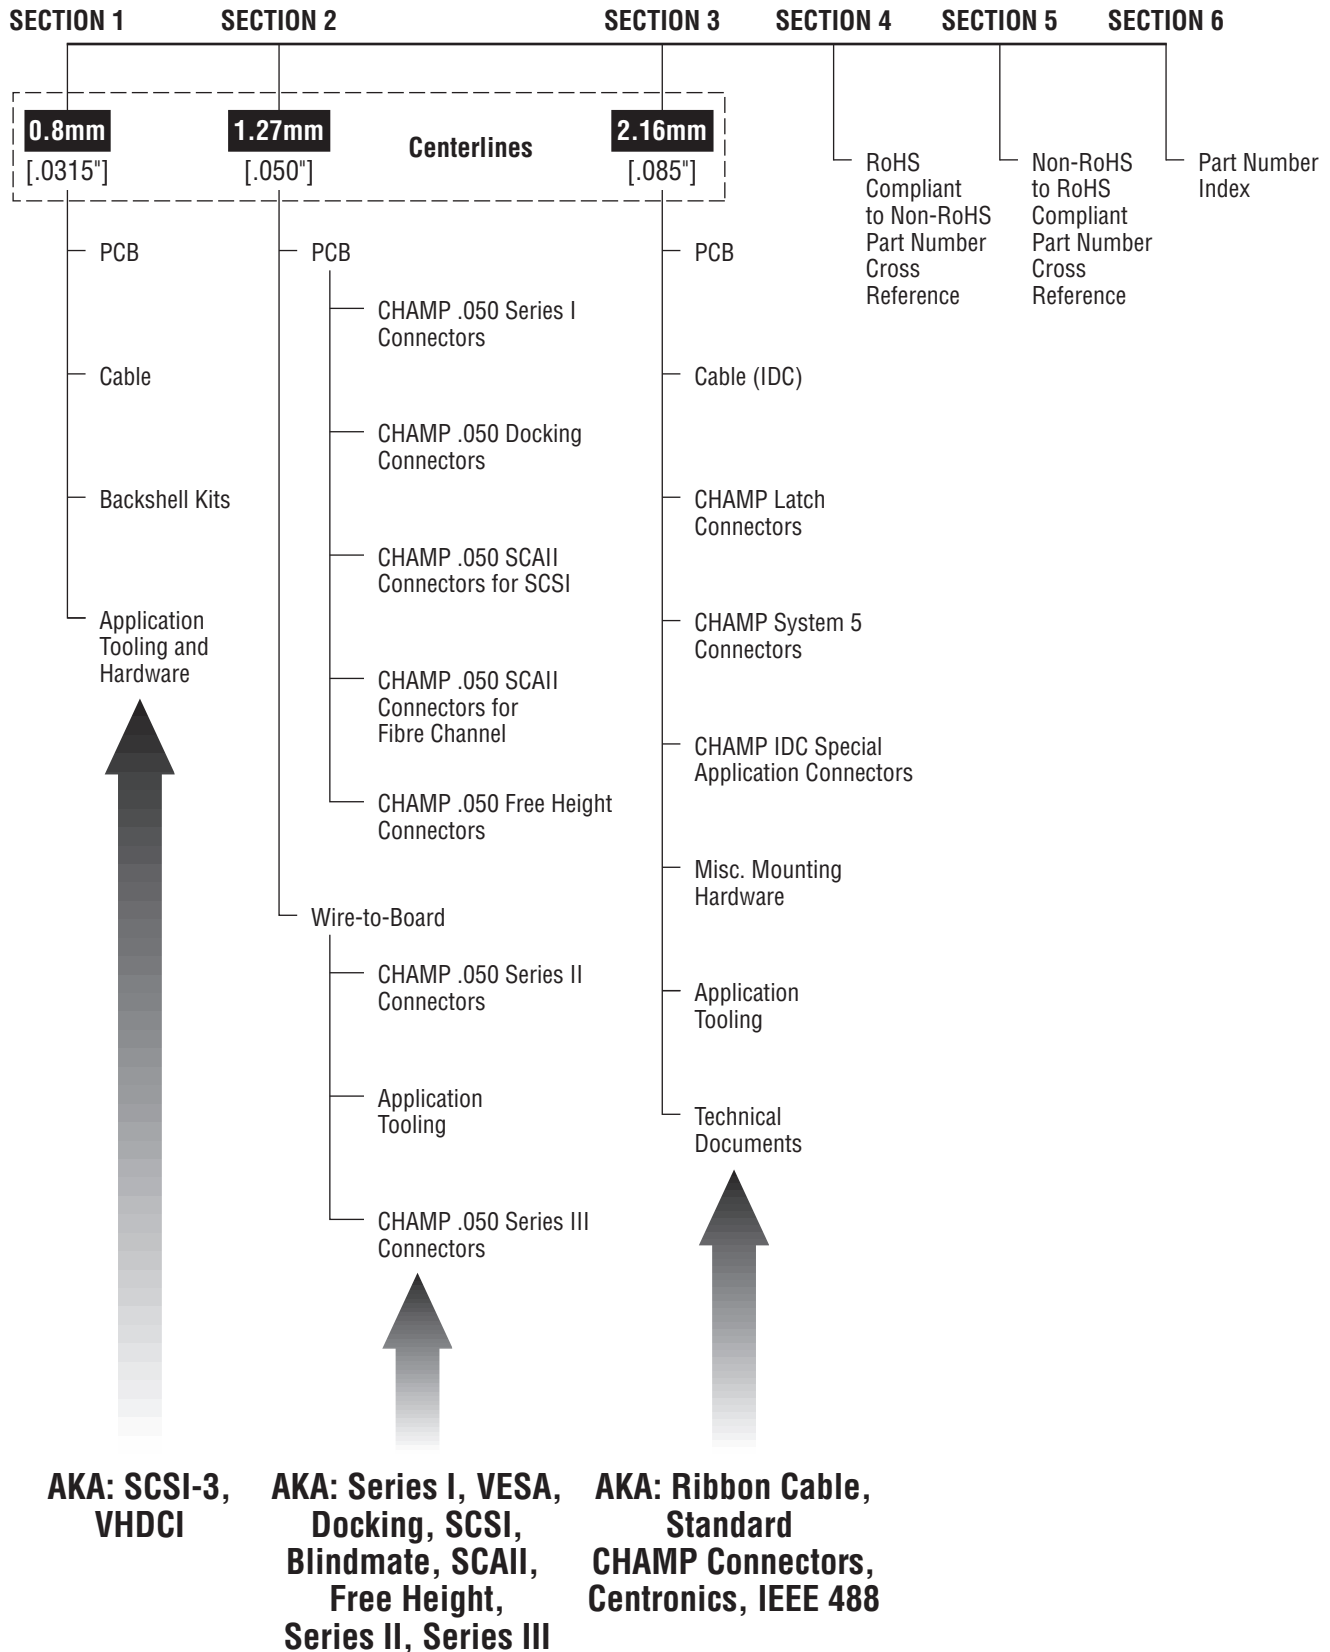 SECTION 1
SECTION 2
SECTION 3
SECTION 4
SECTION 5
SECTION 6
0.8mm
[.0315"]
1.27mm
[.050"]
Centerlines
2.16mm
[.085"]
RoHS
Compliant
to Non-RoHS
Part Number
Cross
Reference
Non-RoHS
to RoHS
Compliant
Part Number
Cross
Reference
Part Number
Index
PCB
Cable
Backshell Kits
Application
Tooling and
Hardware
PCB
CHAMP .050 Series I
Connectors
CHAMP .050 Docking
Connectors
CHAMP .050 SCAII
Connectors for SCSI
CHAMP .050 SCAII
Connectors for
Fibre Channel
CHAMP .050 Free Height
Connectors
Wire-to-Board
CHAMP .050 Series II
Connectors
Application
Tooling
CHAMP .050 Series III
Connectors
PCB
Cable (IDC)
CHAMP Latch
Connectors
CHAMP System 5
Connectors
CHAMP IDC Special
Application Connectors
Misc. Mounting
Hardware
Application
Tooling
Technical
Documents
AKA: SCSI-3,
VHDCI
AKA: Series I, VESA,
Docking, SCSI,
Blindmate, SCAII,
Free Height,
Series II, Series III
AKA: Ribbon Cable,
Standard
CHAMP Connectors,
Centronics, IEEE 488